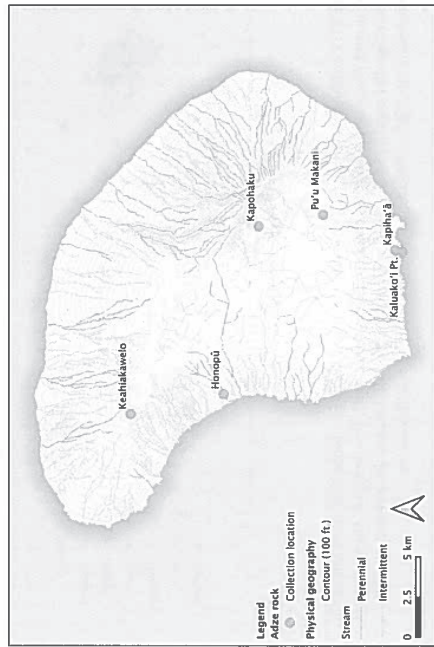 Keahiakawelo
Honopū
Kapohaku
Pu'u Makani
Kapiha'ā
Kaluako'i Pt.
Legend
Adze rock
Collection location
Physical geography
Contour (100 ft.)
Stream
Perennial
Intermittent
0 2.5 5 km